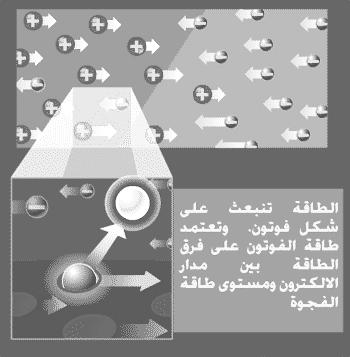 الطاقة تنبعث على
شكل فوتون. وتعتمد
طاقة الفوتون على فرق
الطاقة بين مدار
الالكترون ومستوى طاقة
الفجوة